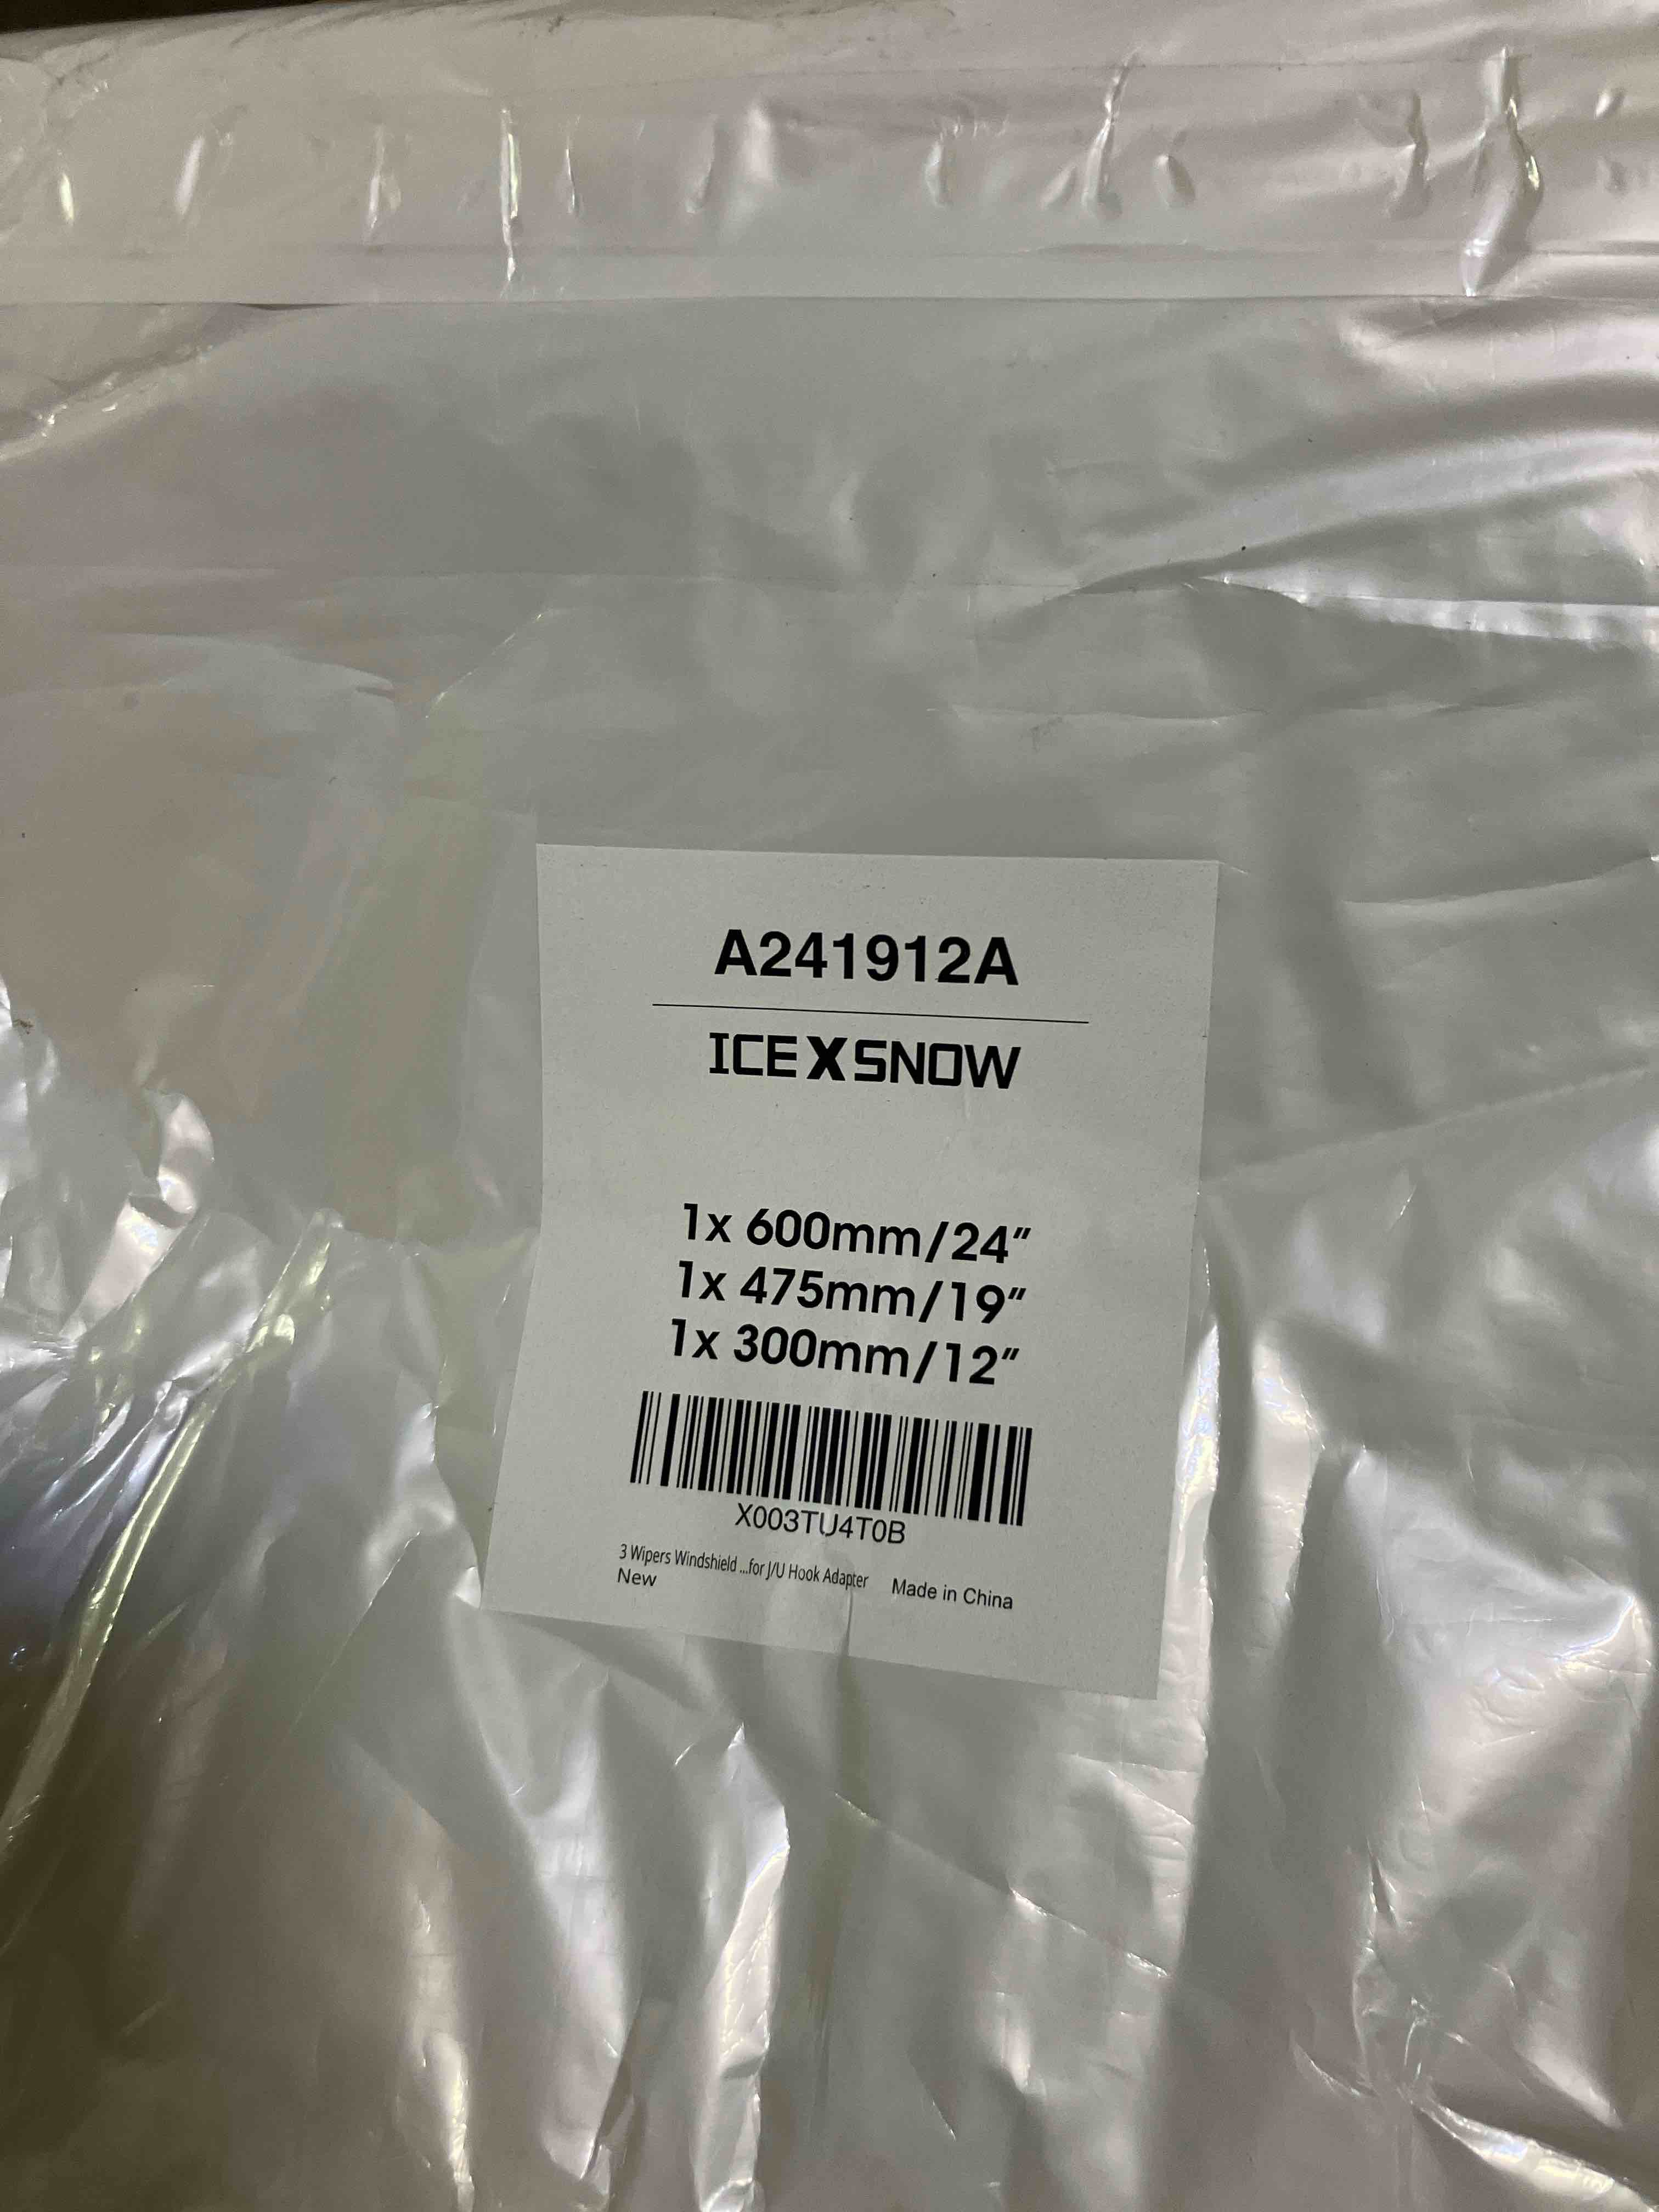 A241912A
ICEXSNOW
1x 600mm/24”
1x 475mm/19”
1x 300mm/12”
X003TU4T0B
3 Wipers Windshield ...for J/U Hook Adapter
New
Made in China